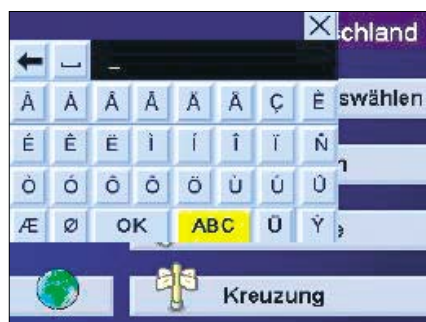 chland
_
À Á Â Ã Ä Å Ç È
swählen
É Ê Ë Ì Í Î Ï Ñ
Ò Ó Ô Õ Ö Ù Ú Û
Æ Ø OK ABC Ü Ý
Kreuzung